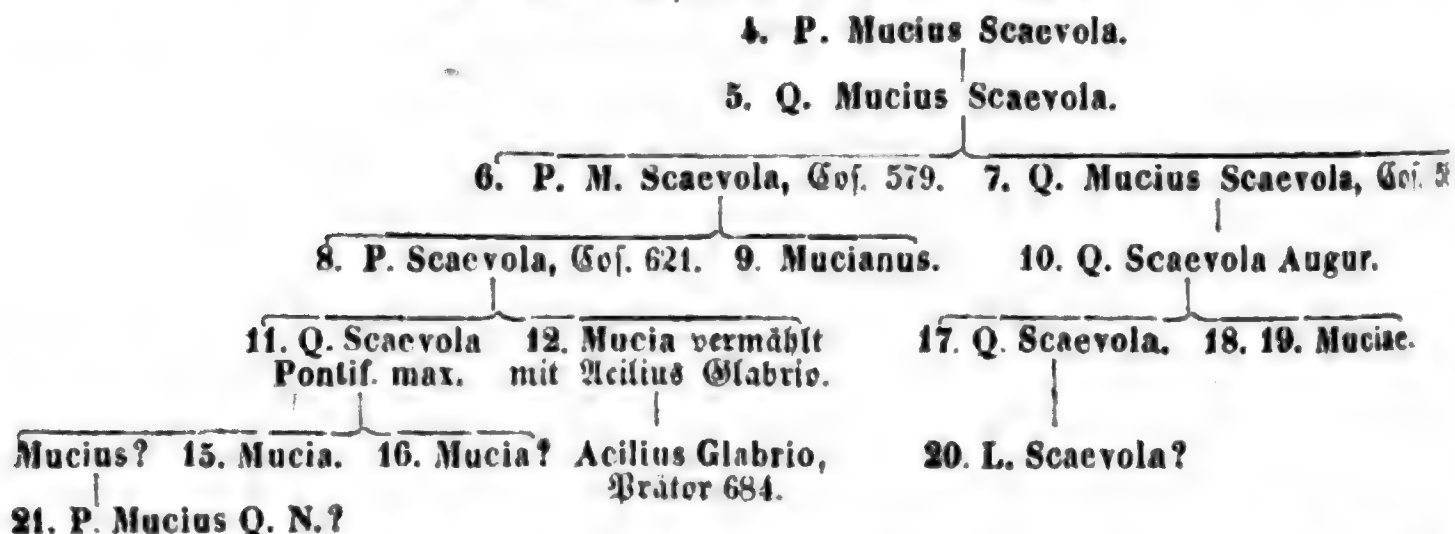 4. P. Mucius Scaevola.
5. Q. Mucius Scaevola.
6. P. M. Scaevola, Cos. 579. 7. Q. Mucius Scaevola, Cos.
8. P. Scaevola, Cos. 621. 9. Mucianus. 10. Q. Scaevola Augur.
11. Q. Scaevola 12. Mucia vermählt 17. Q. Scaevola. 18. 19. Muciae.
Pontif. max. mit Acilius Glabrio.
Mucius? 15. Mucia. 16. Mucia? Acilius Glabrio, 20. L. Scaevola?
Prätor 684.
21. P. Mucius Q. N.?